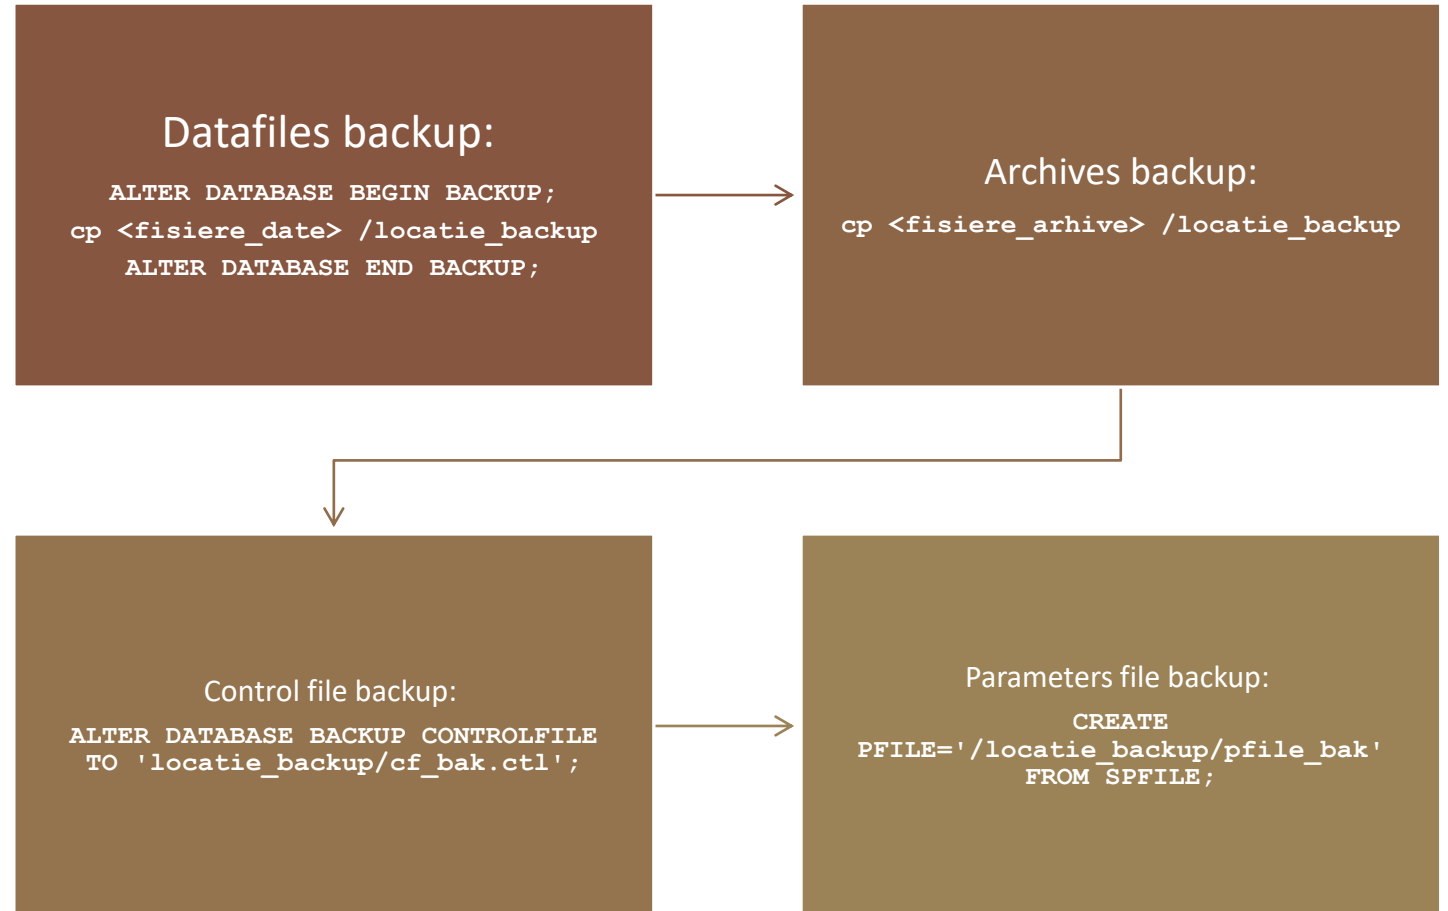 Datafiles backup:
ALTER DATABASE BEGIN BACKUP;
cp <fisiere_date> /locatie_backup
ALTER DATABASE END BACKUP;
Archives backup:
cp <fisiere_arhive> /locatie_backup
Control file backup:
ALTER DATABASE BACKUP CONTROLFILE
TO 'locatie_backup/cf_bak.ctl';
Parameters file backup:
CREATE
PFILE='/locatie_backup/pfile_bak'
FROM SPFILE;